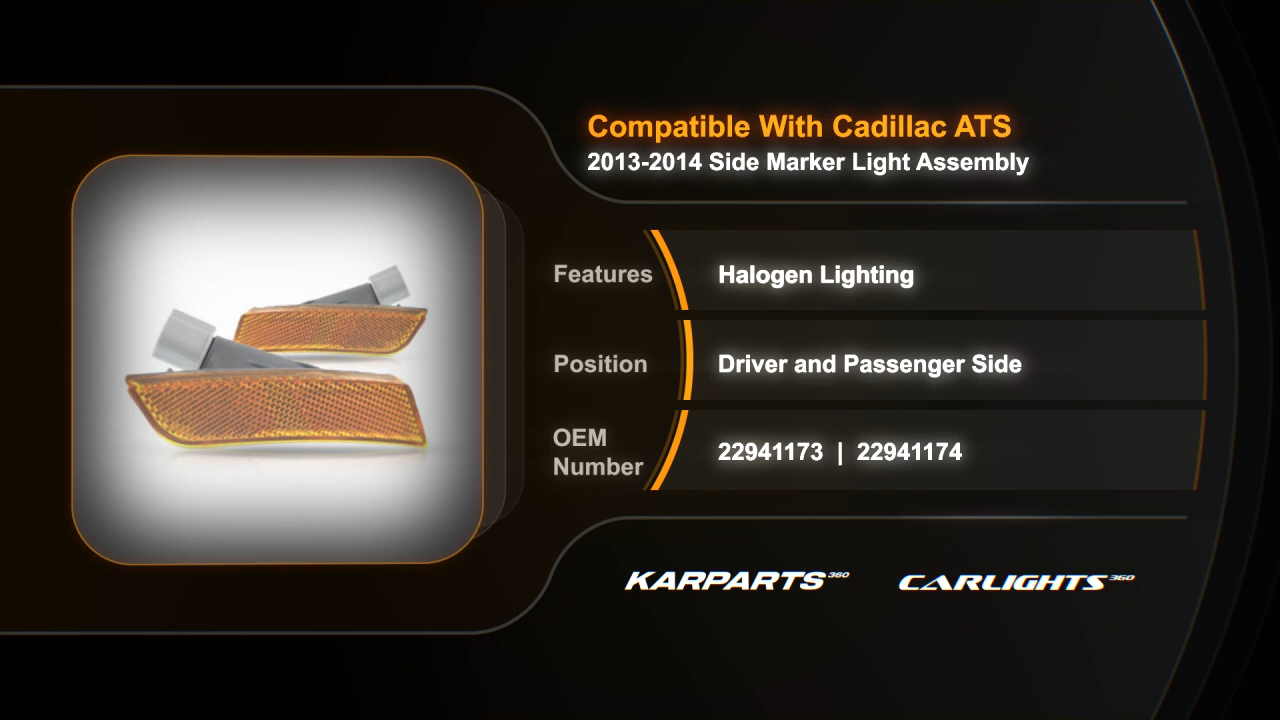 Compatible With Cadillac ATS
2013-2014 Side Marker Light Assembly
Features
Halogen Lighting
Position
Driver and Passenger Side
OEM
Number
22941173 | 22941174
KARPARTS360
CARLIGHTS360